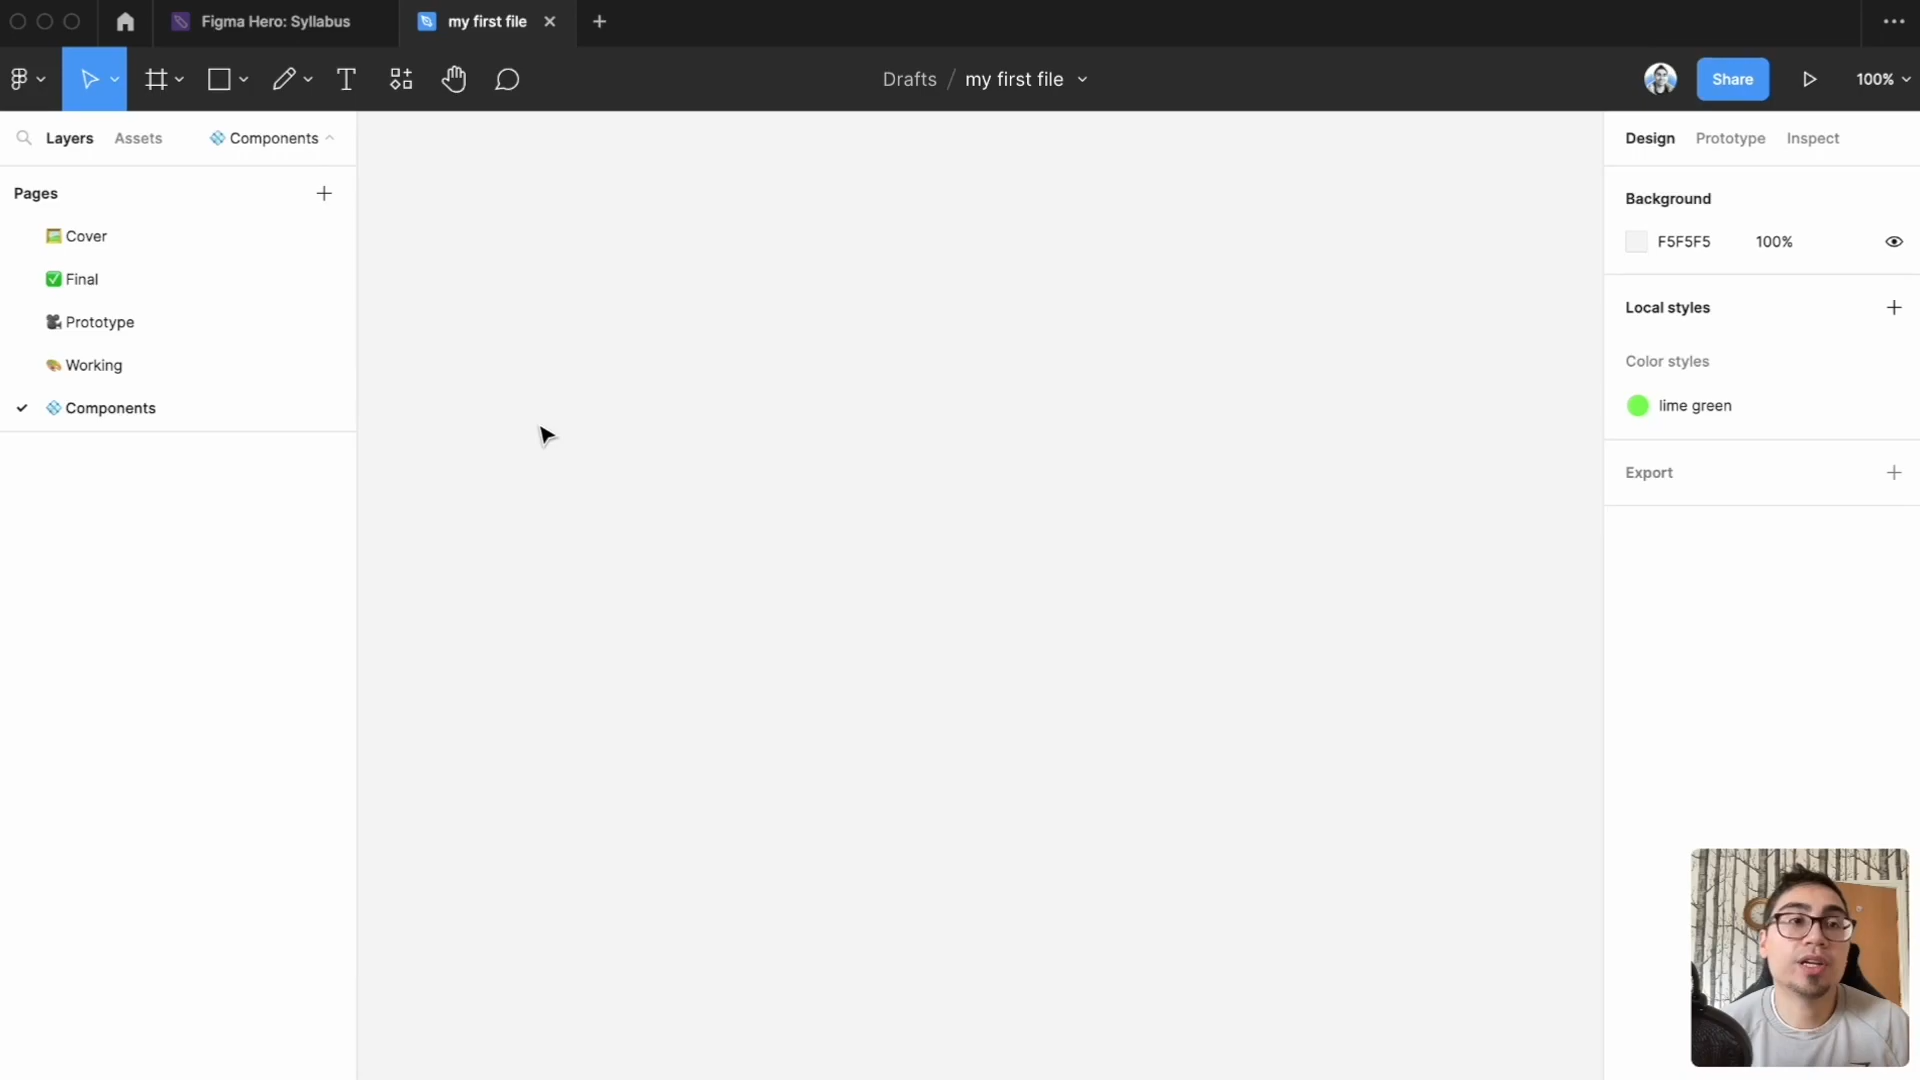 Figma Hero: Syllabus
my first file
Drafts / my first file
Share
100%
Layers
Assets
Components
Pages
Cover
Final
Prototype
Working
Components
Design
Prototype
Inspect
Background
F5F5F5
100%
Local styles
Color styles
lime green
Export